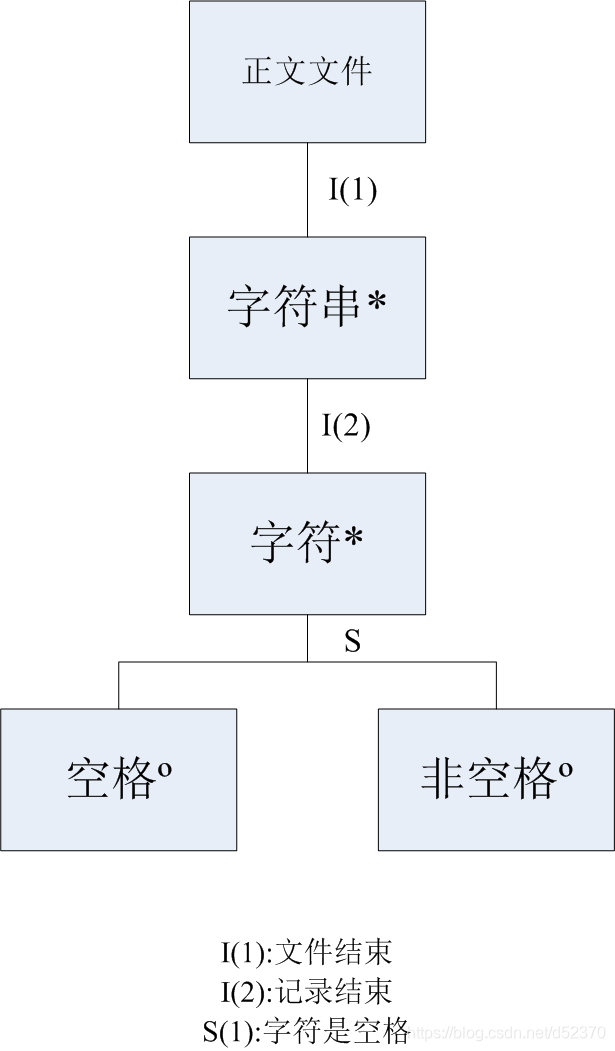 正文文件
I(1)
字符串*
I(2)
字符*
S
空格º
非空格º
I(1):文件结束
I(2):记录结束
S(1):字符是空格
https://blog.csdn.net/d52370